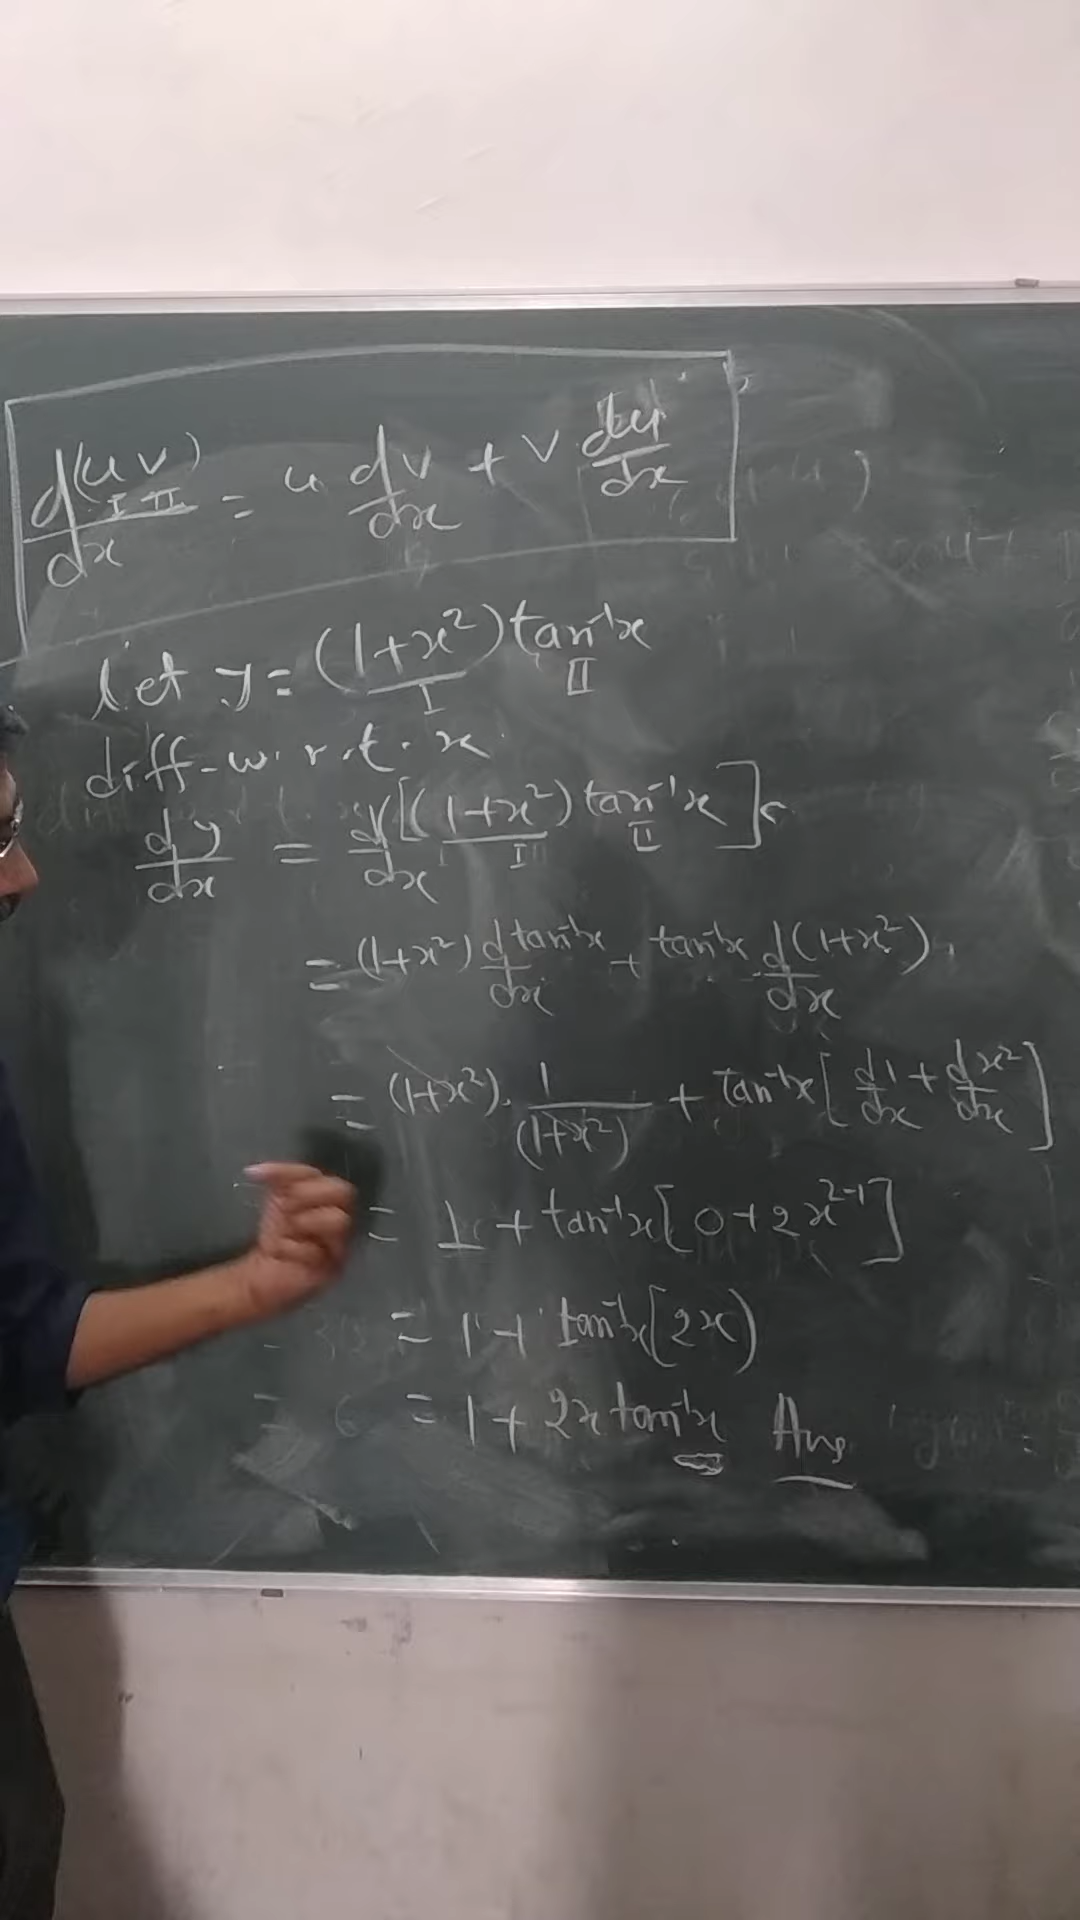 d(uv)/dx = u dv/dx + v du/dx
I II
Let y = (1+x²) tan⁻¹x
I II
diff. w.r.t. x
dy/dx = d/dx [(1+x²) tan⁻¹x]
I II
= (1+x²) d tan⁻¹x/dx + tan⁻¹x d(1+x²)/dx
= (1+x²) · 1/(1+x²) + tan⁻¹x [d1/dx + dx²/dx]
= 1 + tan⁻¹x [0 + 2x²⁻¹]
= 1 + tan⁻¹x [2x)
= 1 + 2x tan⁻¹x Ans